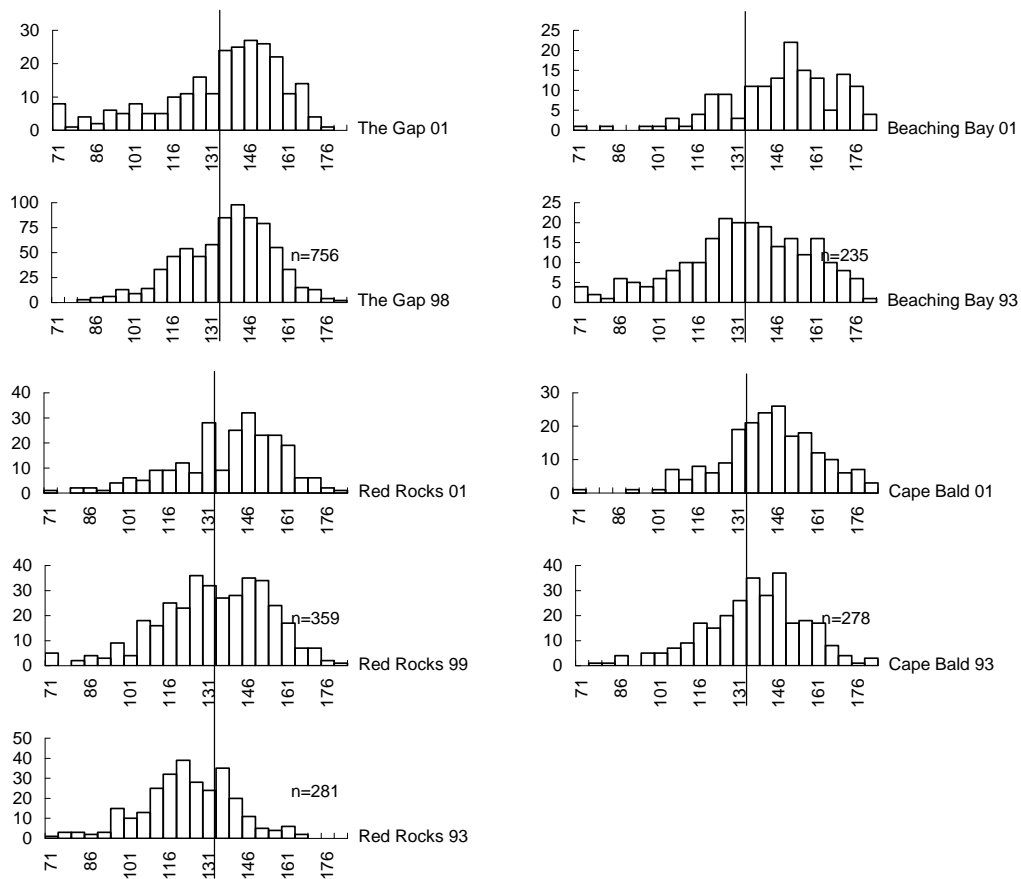 30
20
10
0
71 86 101 116 131 146 161 176
The Gap 01
25
20
15
10
5
0
71 86 101 116 131 146 161 176
Beaching Bay 01
100
75
50
25
0
n=756
71 86 101 116 131 146 161 176
The Gap 98
25
20
15
10
5
0
n=235
71 86 101 116 131 146 161 176
Beaching Bay 93
40
30
20
10
0
71 86 101 116 131 146 161 176
Red Rocks 01
30
20
10
0
71 86 101 116 131 146 161 176
Cape Bald 01
40
30
20
10
0
n=359
71 86 101 116 131 146 161 176
Red Rocks 99
40
30
20
10
0
n=278
71 86 101 116 131 146 161 176
Cape Bald 93
50
40
30
20
10
0
n=281
71 86 101 116 131 146 161 176
Red Rocks 93